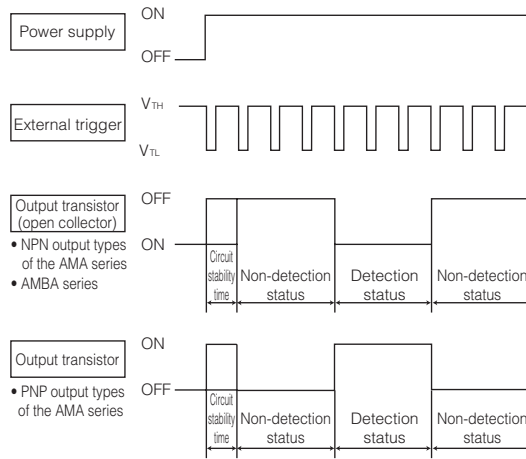 ON
Power supply
OFF
VTH
External trigger
VTL
Output transistor
(open collector)
OFF
ON
• NPN output types
of the AMA series
• AMBA series
Circuit
stability
time
Non-detection
status
Detection
status
Non-detection
status
ON
Output transistor
OFF
• PNP output types
of the AMA series
Circuit
stability
time
Non-detection
status
Detection
status
Non-detection
status